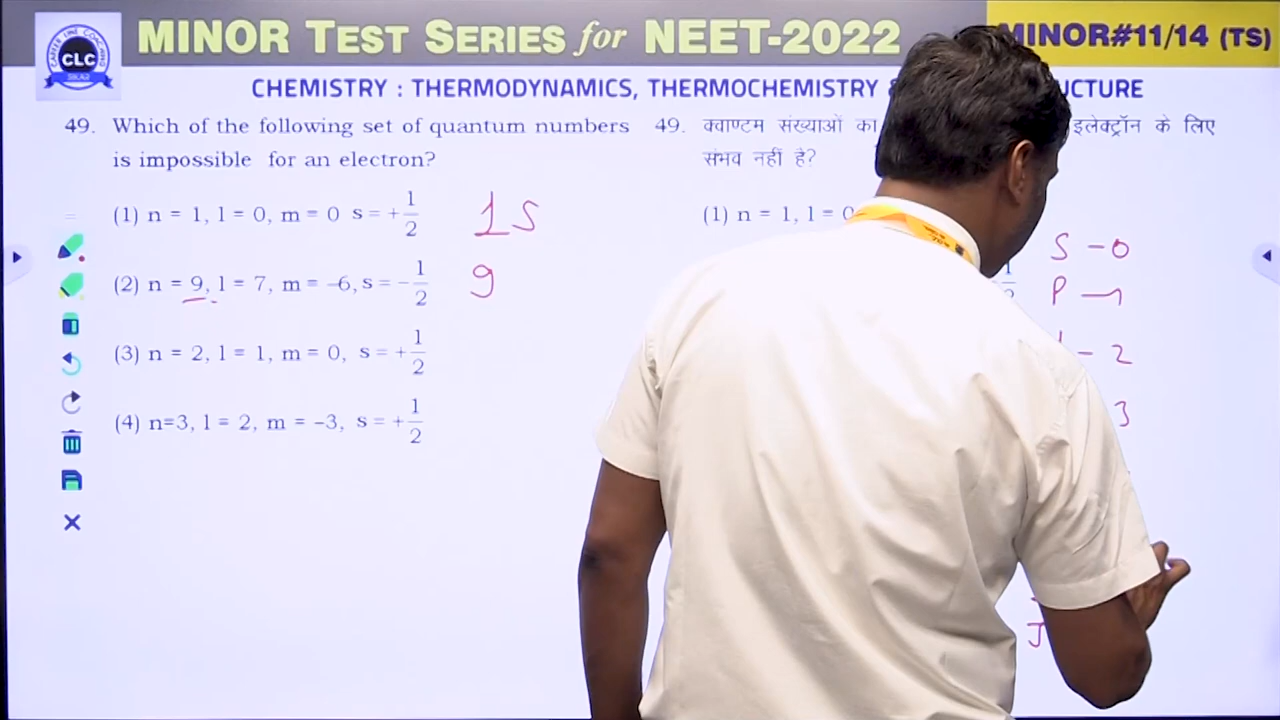 MINOR TEST SERIES for NEET-2022
MINOR#11/14 (TS)
CLC
CHEMISTRY : THERMODYNAMICS, THERMOCHEMISTRY
49. Which of the following set of quantum numbers
is impossible for an electron?
(1) n = 1, l = 0, m = 0 s = +1/2
1s
(2) n = 9, l = 7, m = –6, s = –1/2
9
(3) n = 2, l = 1, m = 0, s = +1/2
(4) n=3, l = 2, m = –3, s = +1/2
49. क्वाण्टम संख्याओं का इलेक्ट्रॉन के लिए
संभव नहीं है?
(1) n = 1, l = 0
S – 0
P – 1
– 2
3
J